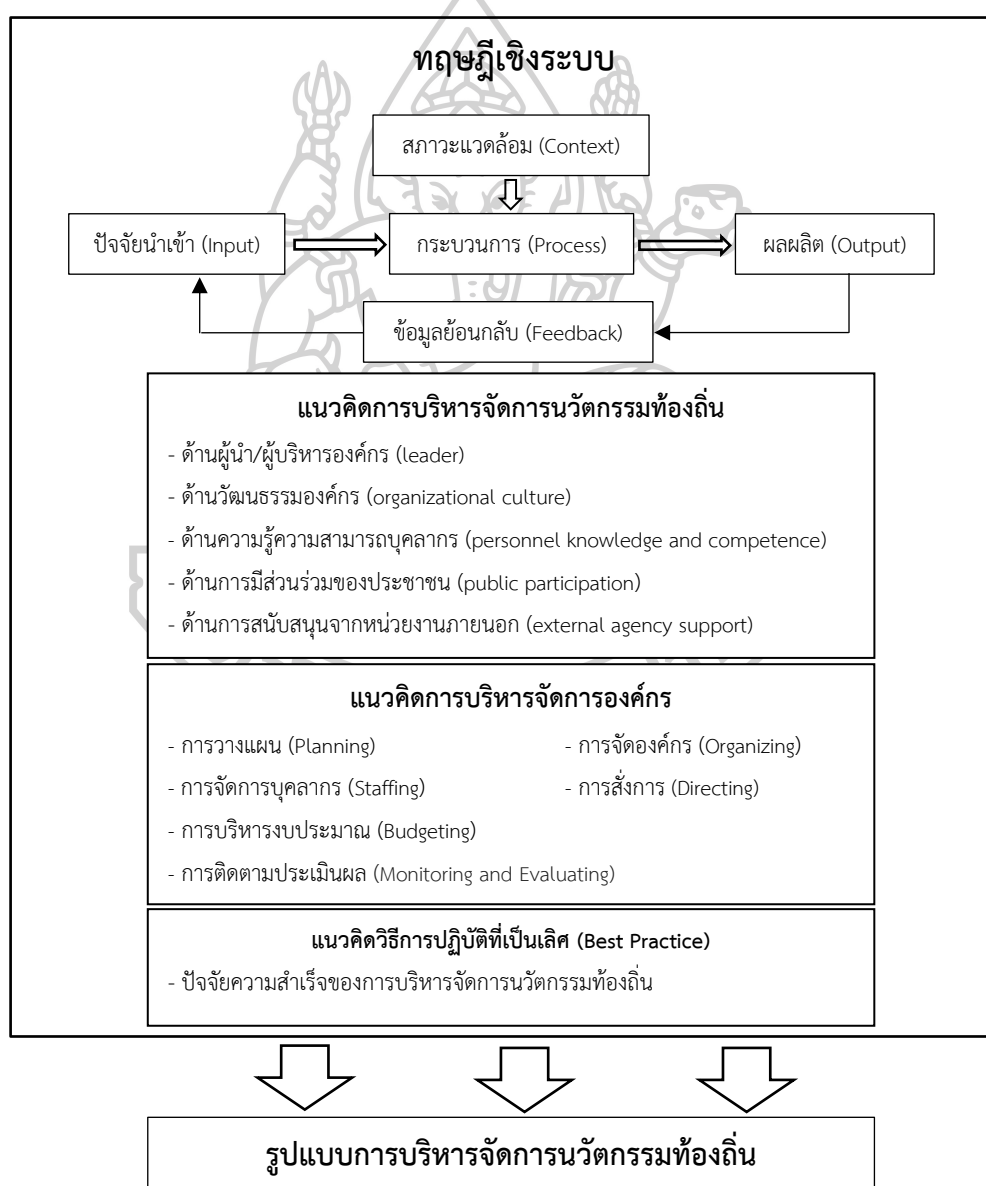 ทฤษฎีเชิงระบบ
สภาวะแวดล้อม (Context)
ปัจจัยนำเข้า (Input)
กระบวนการ (Process)
ผลผลิต (Output)
ข้อมูลย้อนกลับ (Feedback)
แนวคิดการบริหารจัดการนวัตกรรมท้องถิ่น
- ด้านผู้นำ/ผู้บริหารองค์กร (leader)
- ด้านวัฒนธรรมองค์กร (organizational culture)
- ด้านความรู้ความสามารถบุคลากร (personnel knowledge and competence)
- ด้านการมีส่วนร่วมของประชาชน (public participation)
- ด้านการสนับสนุนจากหน่วยงานภายนอก (external agency support)
แนวคิดการบริหารจัดการองค์กร
- การวางแผน (Planning) - การจัดองค์กร (Organizing)
- การจัดการบุคลากร (Staffing) - การสั่งการ (Directing)
- การบริหารงบประมาณ (Budgeting)
- การติดตามประเมินผล (Monitoring and Evaluating)
แนวคิดวิธีการปฏิบัติที่เป็นเลิศ (Best Practice)
- ปัจจัยความสำเร็จของการบริหารจัดการนวัตกรรมท้องถิ่น
รูปแบบการบริหารจัดการนวัตกรรมท้องถิ่น